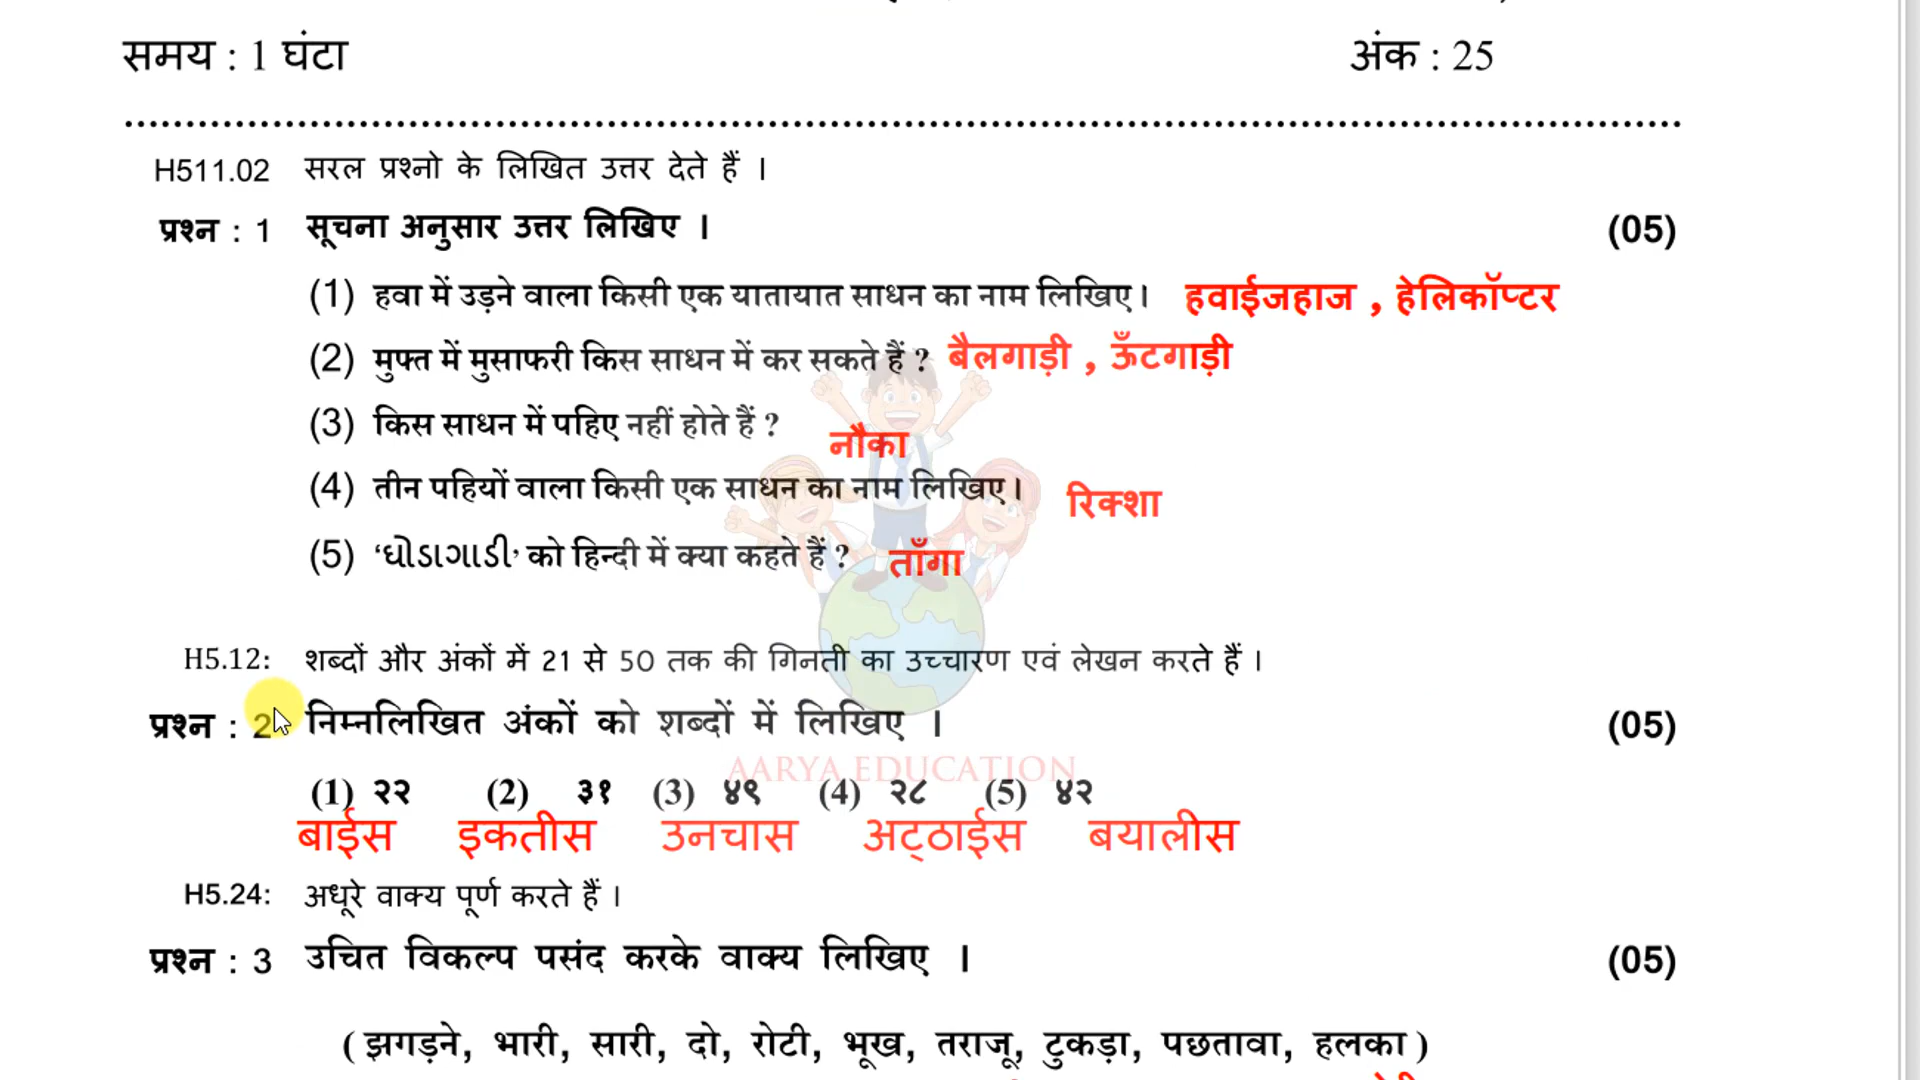 समय : 1 घंटा अंक : 25
H511.02 सरल प्रश्नो के लिखित उत्तर देते हैं ।
प्रश्न : 1 सूचना अनुसार उत्तर लिखिए । (05)
(1) हवा में उड़ने वाला किसी एक यातायात साधन का नाम लिखिए। हवाईजहाज , हेलिकॉप्टर
(2) मुफ्त में मुसाफरी किस साधन में कर सकते हैं ? बैलगाड़ी , ऊँटगाड़ी
(3) किस साधन में पहिए नहीं होते हैं ? नौका
(4) तीन पहियों वाला किसी एक साधन का नाम लिखिए। रिक्शा
(5) ‘ઘોડાગાડી’ को हिन्दी में क्या कहते हैं ? ताँगा
H5.12: शब्दों और अंकों में 21 से 50 तक की गिनती का उच्चारण एवं लेखन करते हैं ।
प्रश्न : 2 निम्नलिखित अंकों को शब्दों में लिखिए । (05)
AARYA EDUCATION
(1) २२ (2) ३१ (3) ४९ (4) २८ (5) ४२
बाईस इकतीस उनचास अट्ठाईस बयालीस
H5.24: अधूरे वाक्य पूर्ण करते हैं ।
प्रश्न : 3 उचित विकल्प पसंद करके वाक्य लिखिए । (05)
( झगड़ने, भारी, सारी, दो, रोटी, भूख, तराजू, टुकड़ा, पछतावा, हलका )